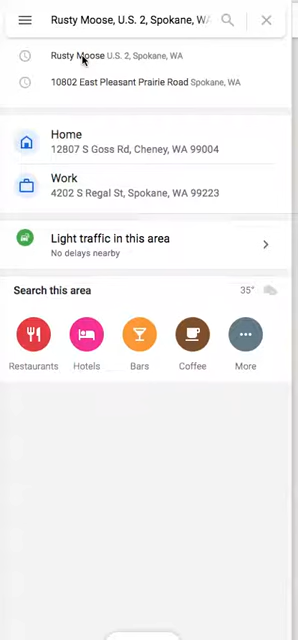 Rusty Moose, U.S. 2, Spokane, W
Rusty Moose U.S. 2, Spokane, WA
10802 East Pleasant Prairie Road Spokane, WA
Home
12807 S Goss Rd, Cheney, WA 99004
Work
4202 S Regal St, Spokane, WA 99223
Light traffic in this area
No delays nearby
Search this area 35°
Restaurants Hotels Bars Coffee More